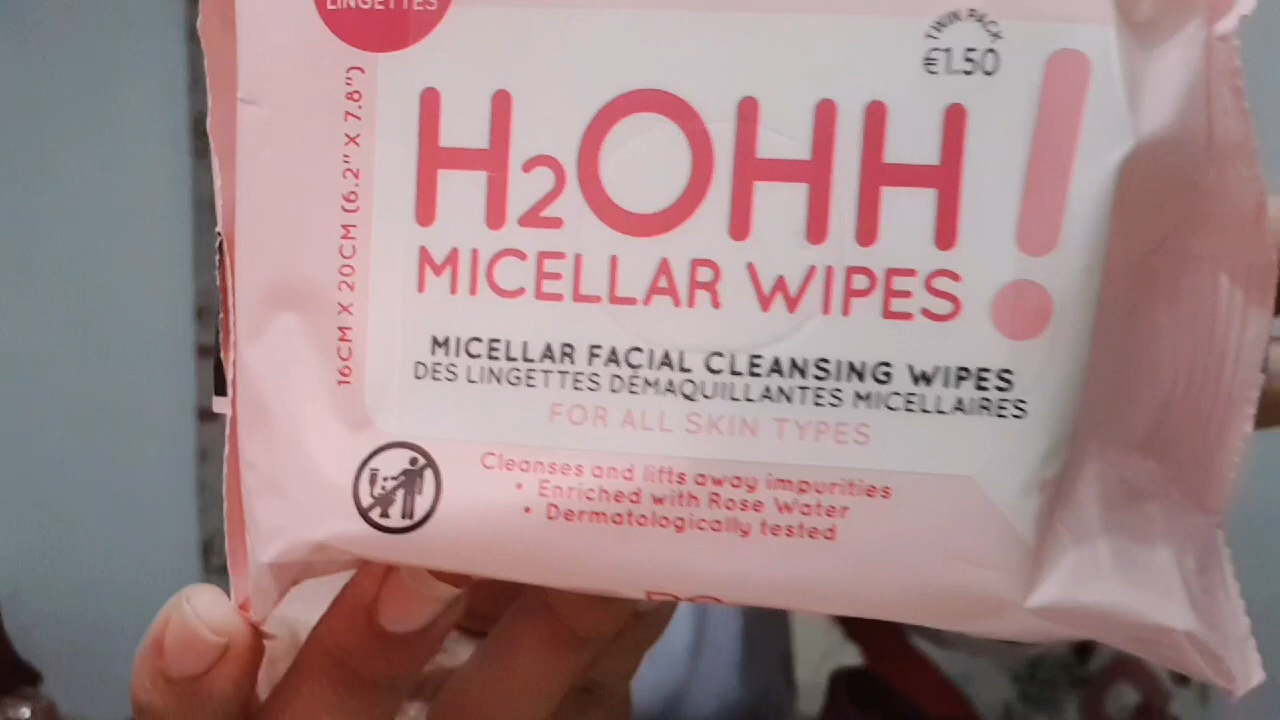 LINGETTES
TWIN PACK
€1.50
16CM X 20CM (6.2" X 7.8")
H2OHH!
MICELLAR WIPES
MICELLAR FACIAL CLEANSING WIPES
DES LINGETTES DÉMAQUILLANTES MICELLAIRES
FOR ALL SKIN TYPES
Cleanses and lifts away impurities
• Enriched with Rose Water
• Dermatologically tested